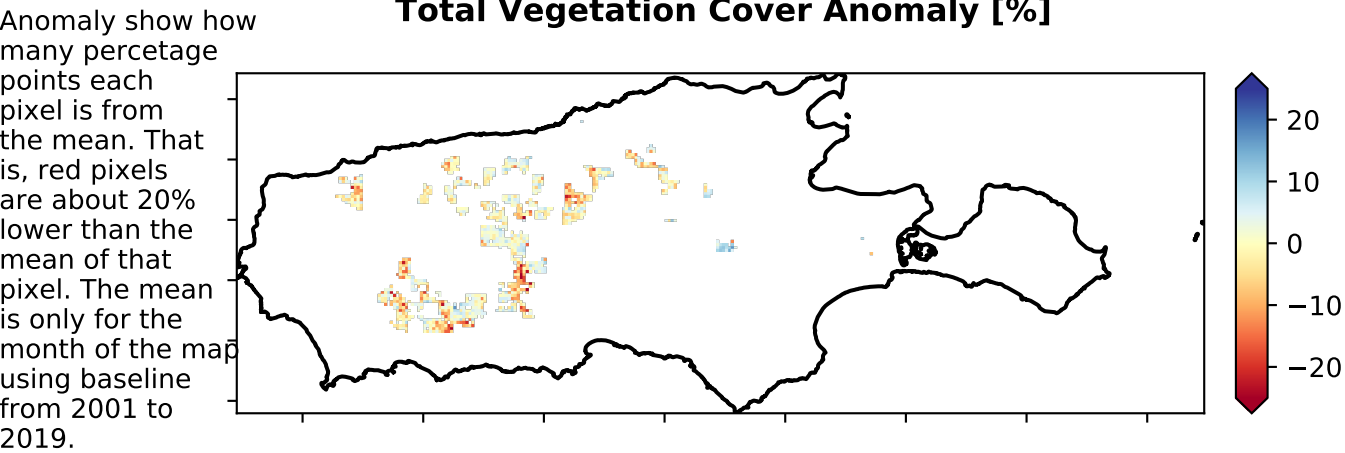 Total Vegetation Cover Anomaly [%]
Anomaly show how
many percetage
points each
pixel is from
the mean. That
is, red pixels
are about 20%
lower than the
mean of that
pixel. The mean
is only for the
month of the map
using baseline
from 2001 to
2019.
20
10
0
−10
−20